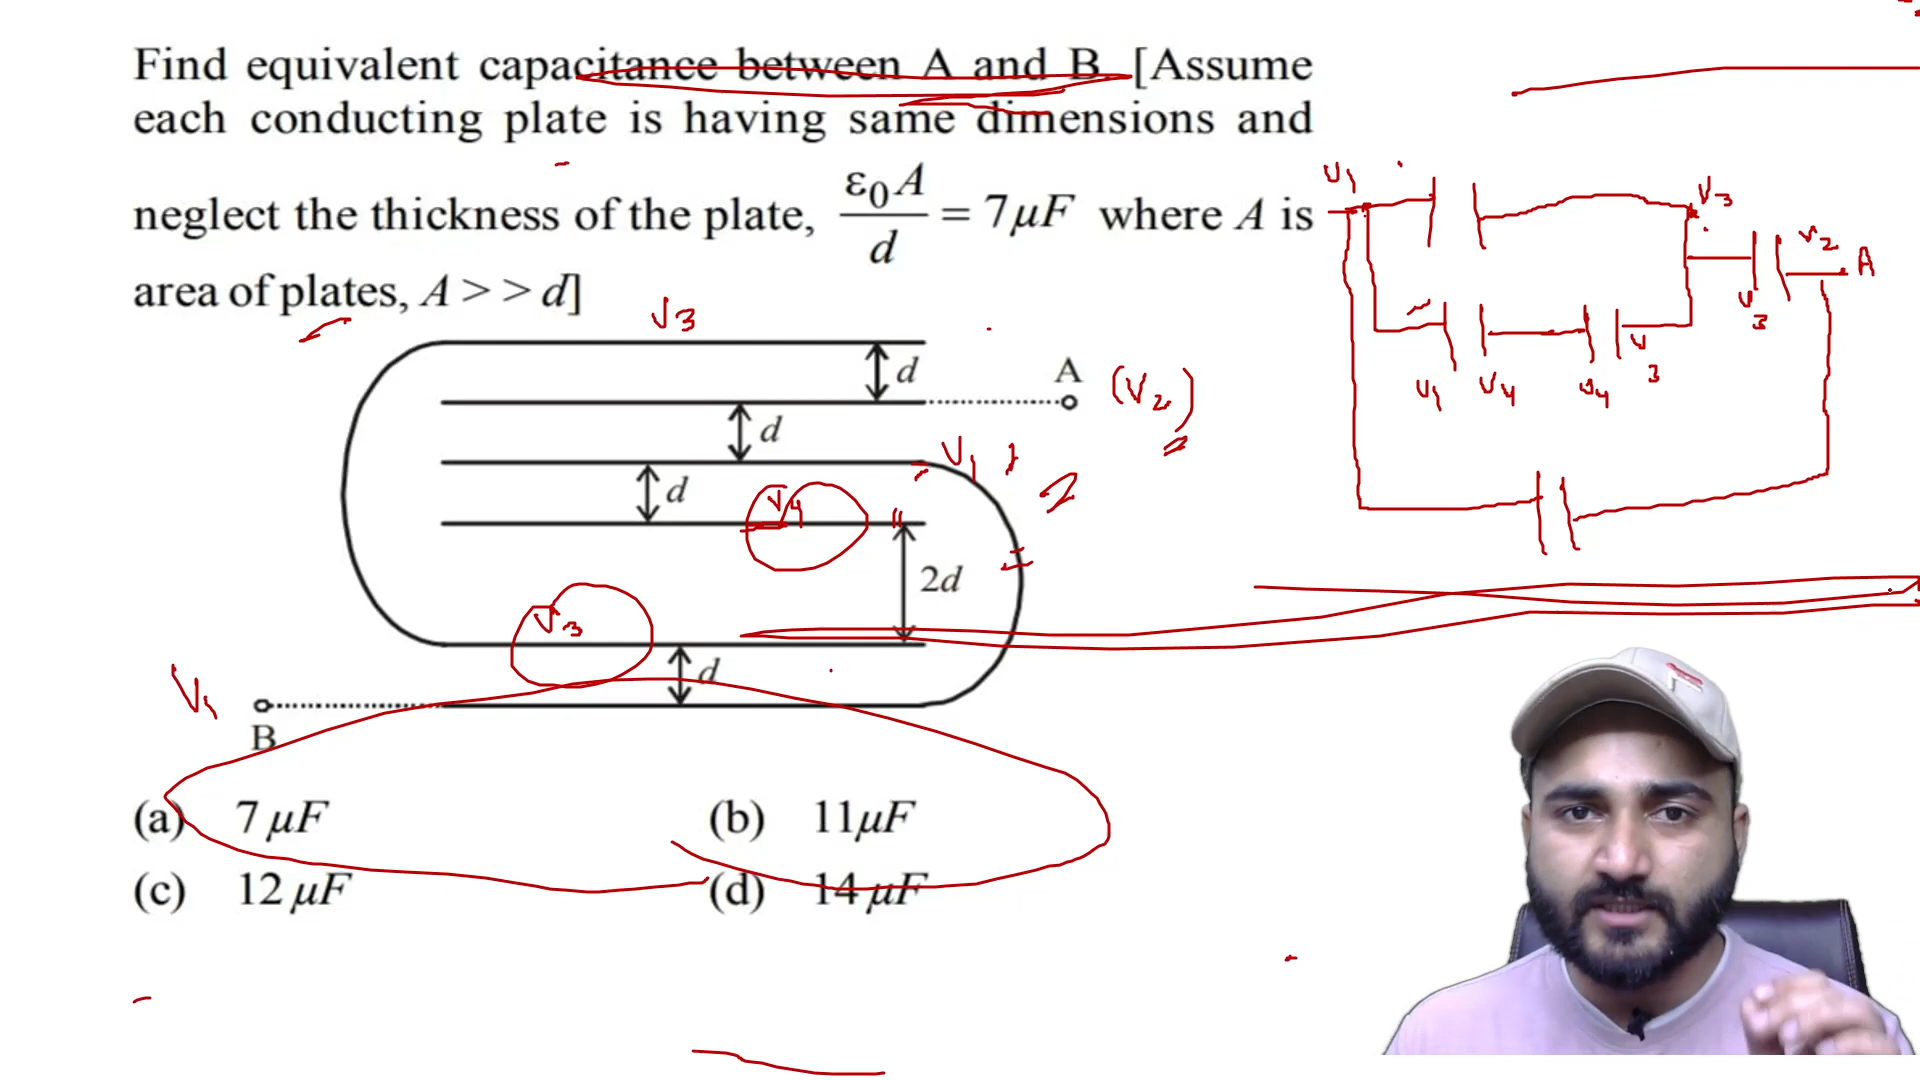 Find equivalent capacitance between A and B. [Assume
each conducting plate is having same dimensions and
neglect the thickness of the plate, ε₀A/d = 7μF where A is
area of plates, A > > d]
V3
d
A
(V2)
d
V1
2
d
V4
2d
V3
d
V1
B
(a) 7 μF
(b) 11μF
(c) 12 μF
(d) 14 μF
V1
V3
V2
A
V3
V1
V4
V4
V3